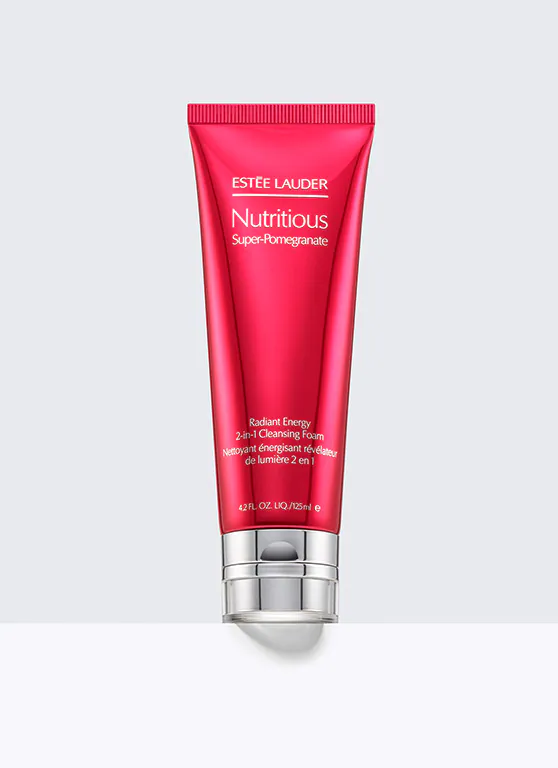 ESTĒE LAUDER
Nutritious
Super-Pomegranate
Radiant Energy
2-in-1 Cleansing Foam
Nettoyant énergisant révélateur
de lumière 2 en 1
4.2 FL. OZ. LIQ./125 ml ℮